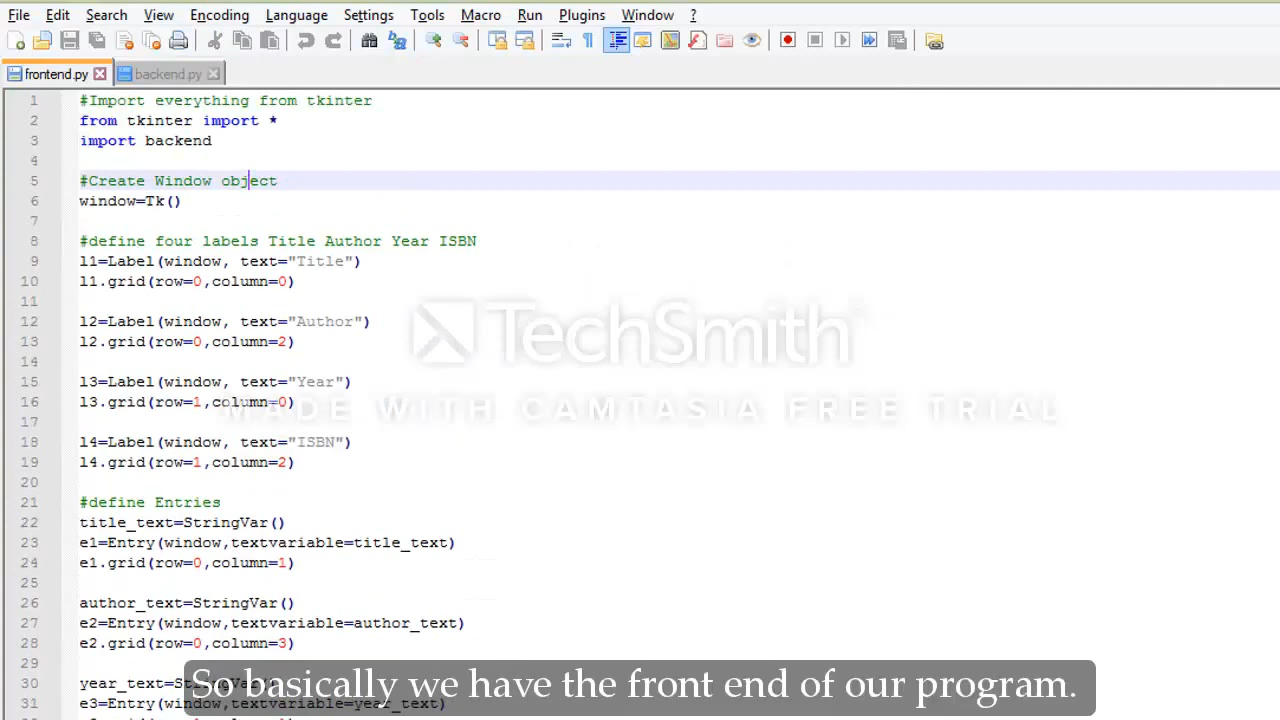 File Edit Search View Encoding Language Settings Tools Macro Run Plugins Window ?
frontend.py backend.py
1 #Import everything from tkinter
2 from tkinter import *
3 import backend
4
5 #Create Window object
6 window=Tk()
7
8 #define four labels Title Author Year ISBN
9 l1=Label(window, text="Title")
10 l1.grid(row=0,column=0)
11
12 l2=Label(window, text="Author")
13 l2.grid(row=0,column=2)
14
15 l3=Label(window, text="Year")
16 l3.grid(row=1,column=0)
17
18 l4=Label(window, text="ISBN")
19 l4.grid(row=1,column=2)
20
21 #define Entries
22 title_text=StringVar()
23 e1=Entry(window,textvariable=title_text)
24 e1.grid(row=0,column=1)
25
26 author_text=StringVar()
27 e2=Entry(window,textvariable=author_text)
28 e2.grid(row=0,column=3)
29
30 year_text=StringVar()
31 e3=Entry(window,textvariable=year_text)
TechSmith
MADE WITH CAMTASIA FREE TRIAL
So basically we have the front end of our program.